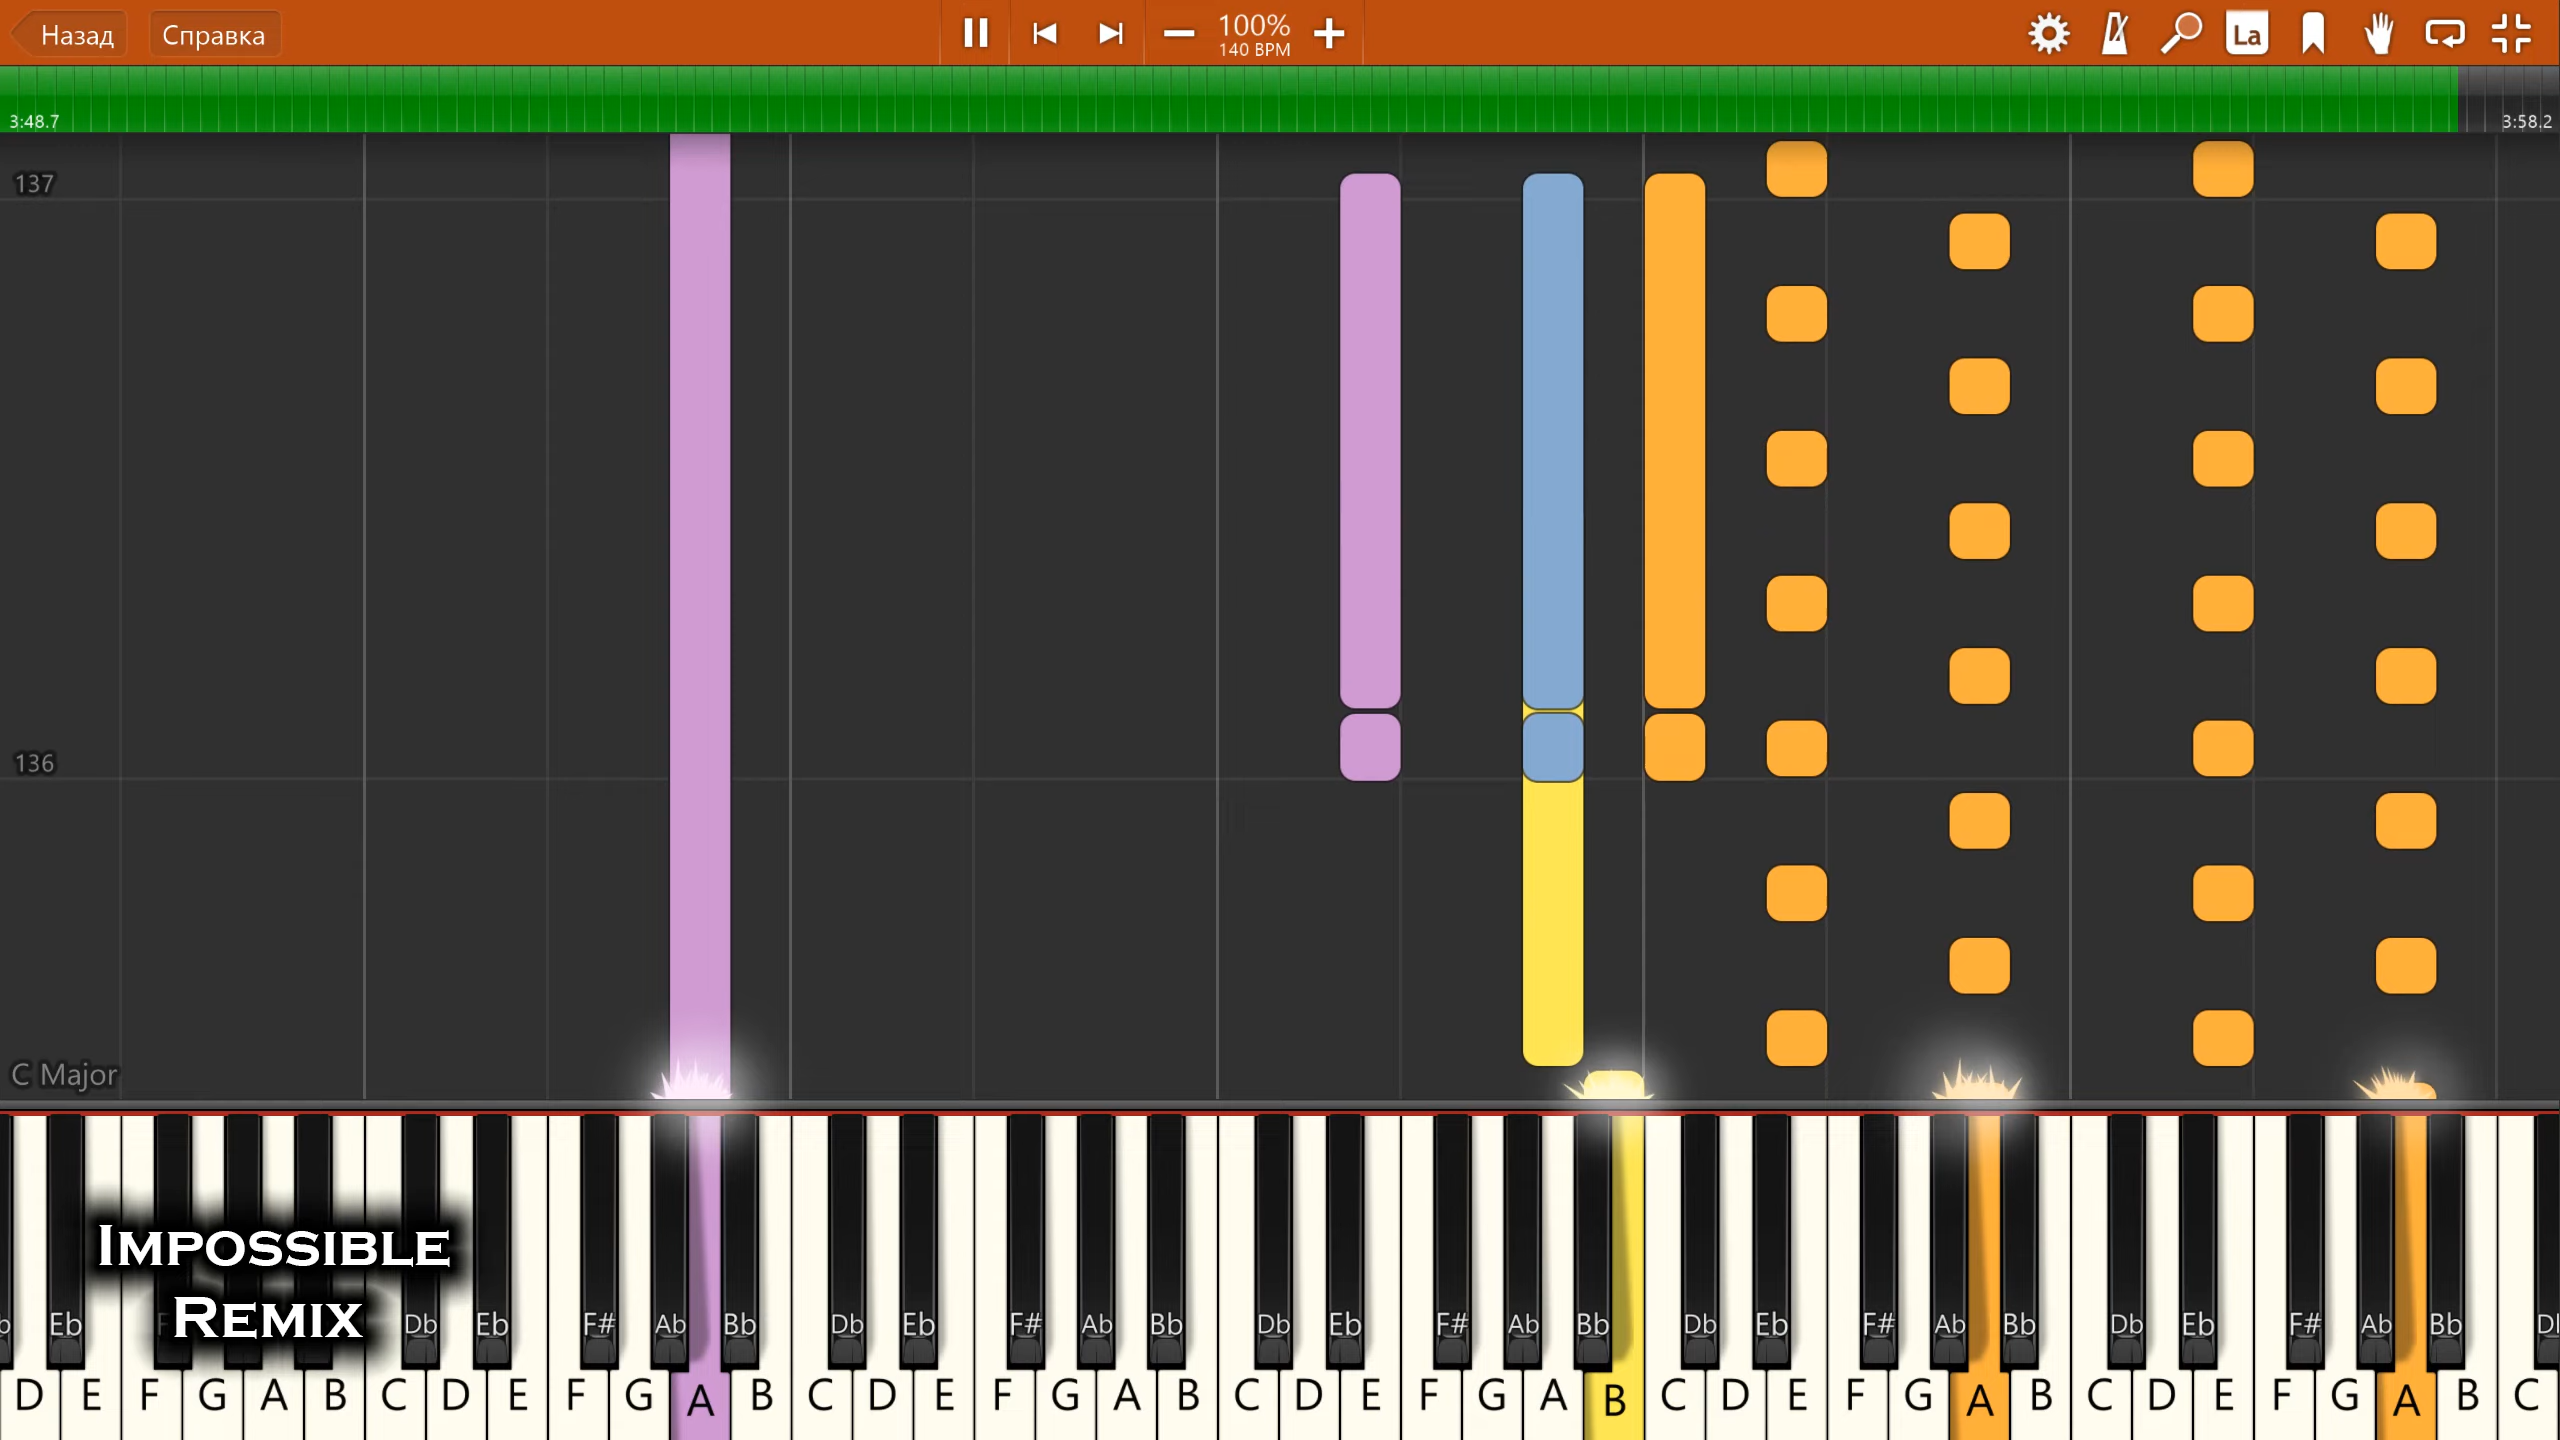 Назад
Справка
100%
140 BPM
La
3:48.7
3:58.2
137
136
C Major
Impossible
Remix
Eb Db Eb F# Ab Bb Db Eb F# Ab Bb Db Eb F# Ab Bb Db Eb F# Ab Bb Db Eb F# Ab Bb
D E F G A B C D E F G A B C D E F G A B C D E F G A B C D E F G A B C D E F G A B C